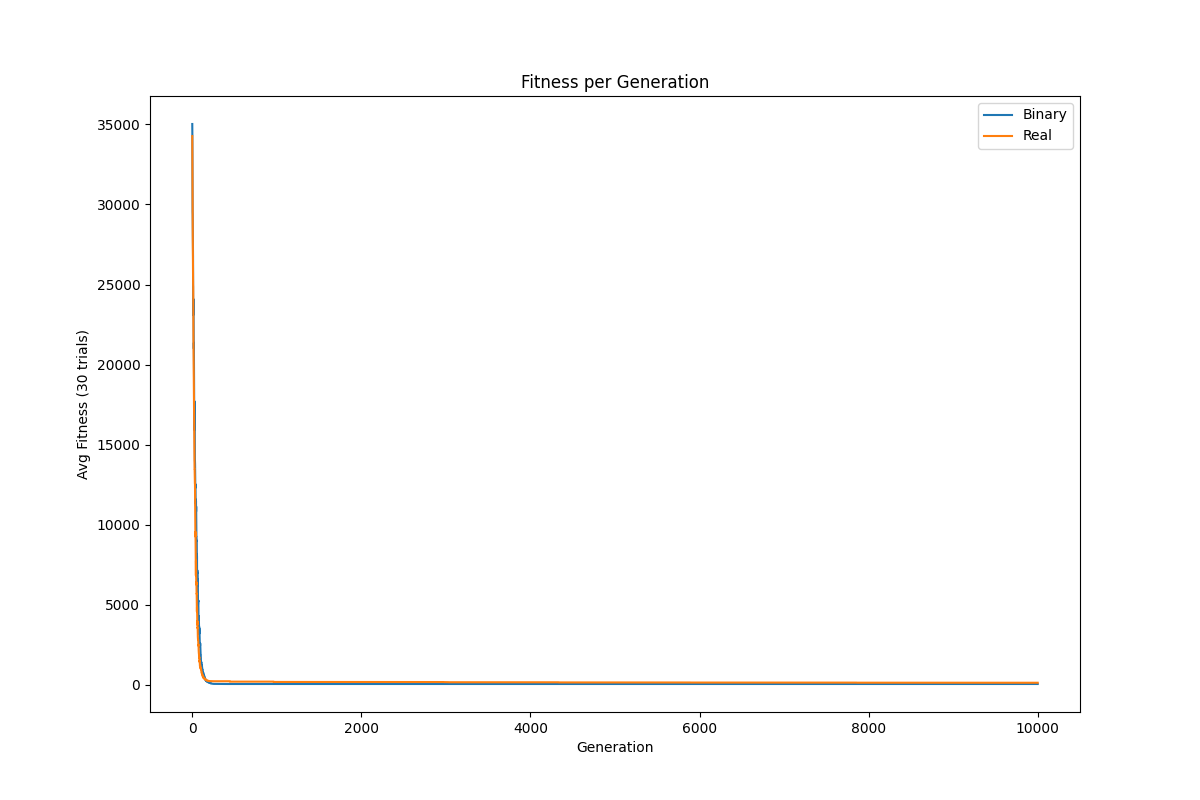 Fitness per Generation
Binary
Real
35000
30000
25000
20000
15000
10000
5000
0
Avg Fitness (30 trials)
0 2000 4000 6000 8000 10000
Generation